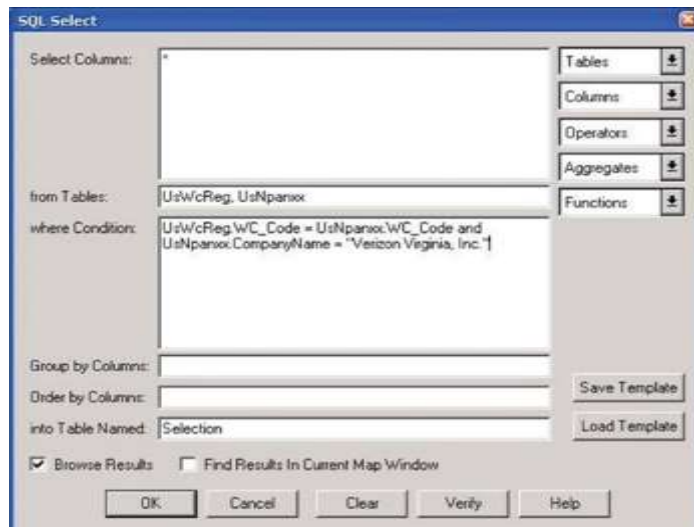 SQL Select
Select Columns:
*
Tables
Columns
Operators
Aggregates
Functions
from Tables:
UsWcReg, UsNpanxx
where Condition:
UsWcReg.WC_Code = UsNpanxx.WC_Code and
UsNpanxx.CompanyName = "Verizon Virginia, Inc."
Group by Columns:
Order by Columns:
into Table Named:
Selection
Save Template
Load Template
Browse Results
Find Results In Current Map Window
OK
Cancel
Clear
Verify
Help